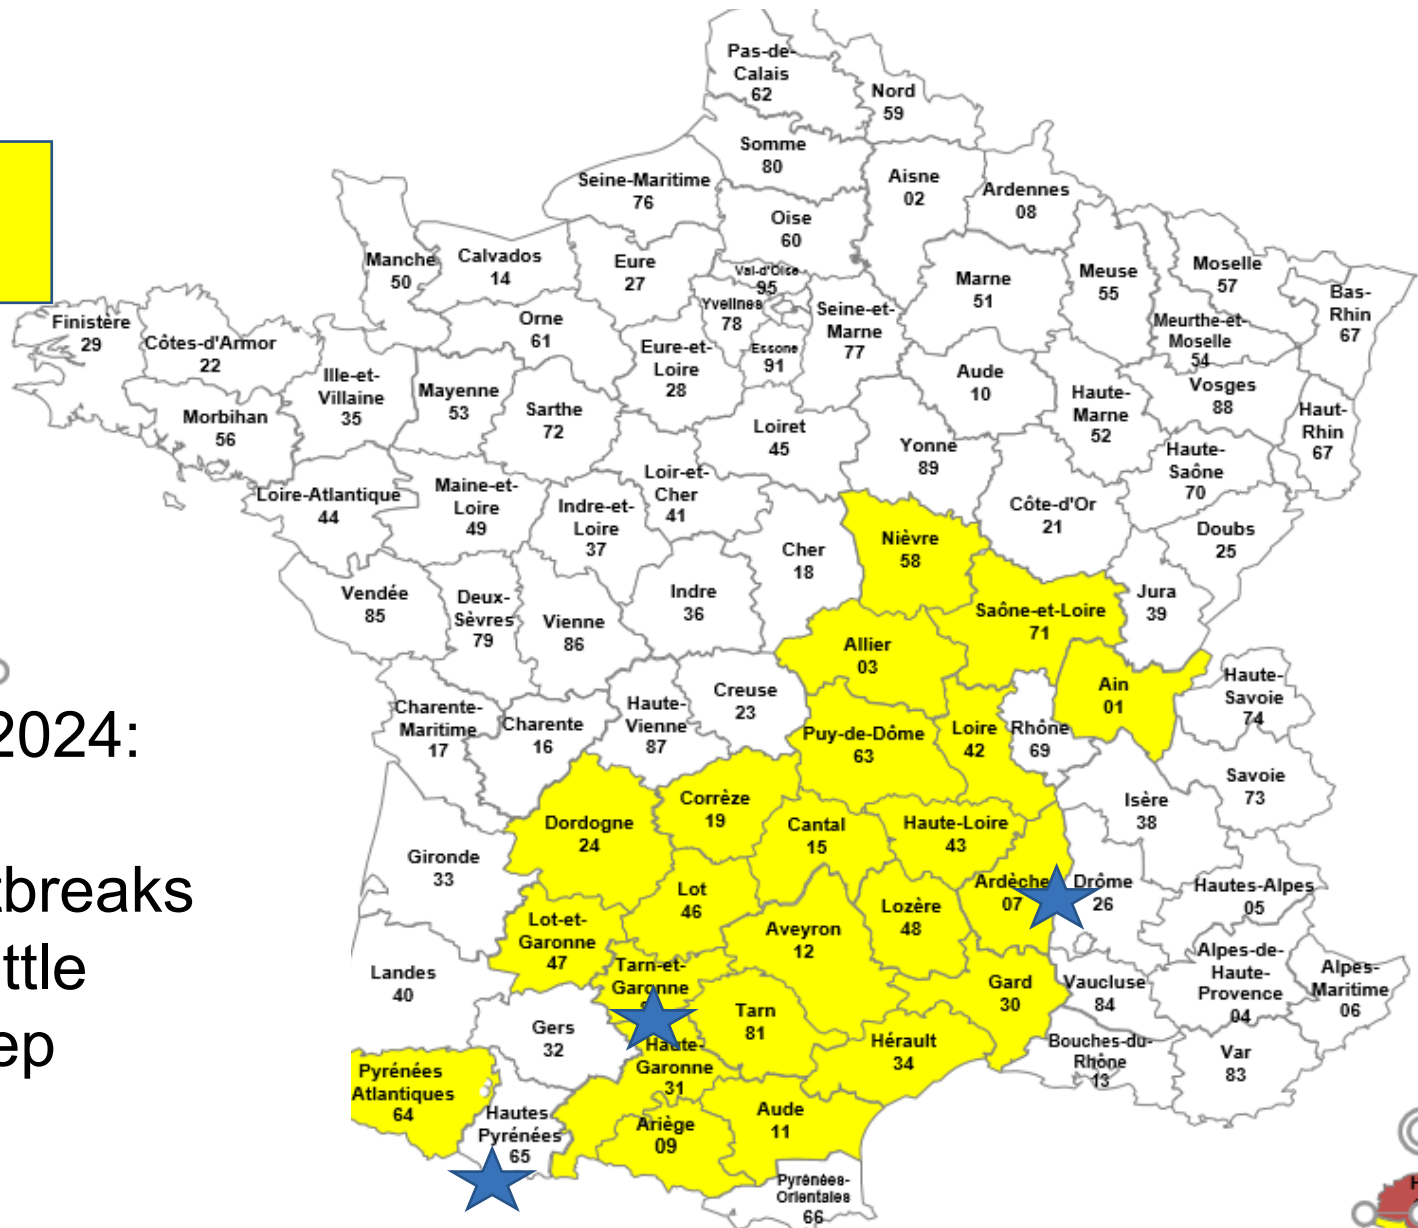 Pas-de-
Calais
62
Nord
59
Somme
80
Aisne
02
Ardennes
08
Seine-Maritime
76
Oise
60
Manche
50
Calvados
14
Eure
27
Val-d'Oise
95
Yvelines
78
Essone
91
Seine-et-
Marne
77
Marne
51
Meuse
55
Moselle
57
Meurthe-et-
Moselle
54
Bas-
Rhin
67
Finistère
29
Côtes-d'Armor
22
Morbihan
56
Ille-et-
Villaine
35
Orne
61
Mayenne
53
Sarthe
72
Eure-et-
Loire
28
Loiret
45
Aude
10
Haute-
Marne
52
Vosges
88
Haut-
Rhin
67
Yonne
89
Haute-
Saône
70
Loire-Atlantique
44
Maine-et-
Loire
49
Indre-et-
Loire
37
Loir-et-
Cher
41
Cher
18
Nièvre
58
Côte-d'Or
21
Doubs
25
Vendée
85
Deux-
Sèvres
79
Vienne
86
Indre
36
Allier
03
Saône-et-Loire
71
Jura
39
Charente-
Maritime
17
Charente
16
Haute-
Vienne
87
Creuse
23
Puy-de-Dôme
63
Loire
42
Rhône
69
Ain
01
Haute-
Savoie
74
Savoie
73
Isère
38
2024:
Gironde
33
Dordogne
24
Corrèze
19
Cantal
15
Haute-Loire
43
Ardèche
07
Drôme
26
Hautes-Alpes
05
tbreaks
ttle
ep
Landes
40
Lot-et-
Garonne
47
Lot
46
Aveyron
12
Lozère
48
Tarn-et-
Garonne
Tarn
81
Gard
30
Vaucluse
84
Alpes-de-
Haute-
Provence
04
Alpes-
Maritime
06
Gers
32
Haute-
Garonne
31
Hérault
34
Bouches-du-
Rhône
13
Var
83
Pyrénées
Atlantiques
64
Hautes
Pyrénées
65
Ariège
09
Aude
11
Pyrénées-
Orientales
66
H